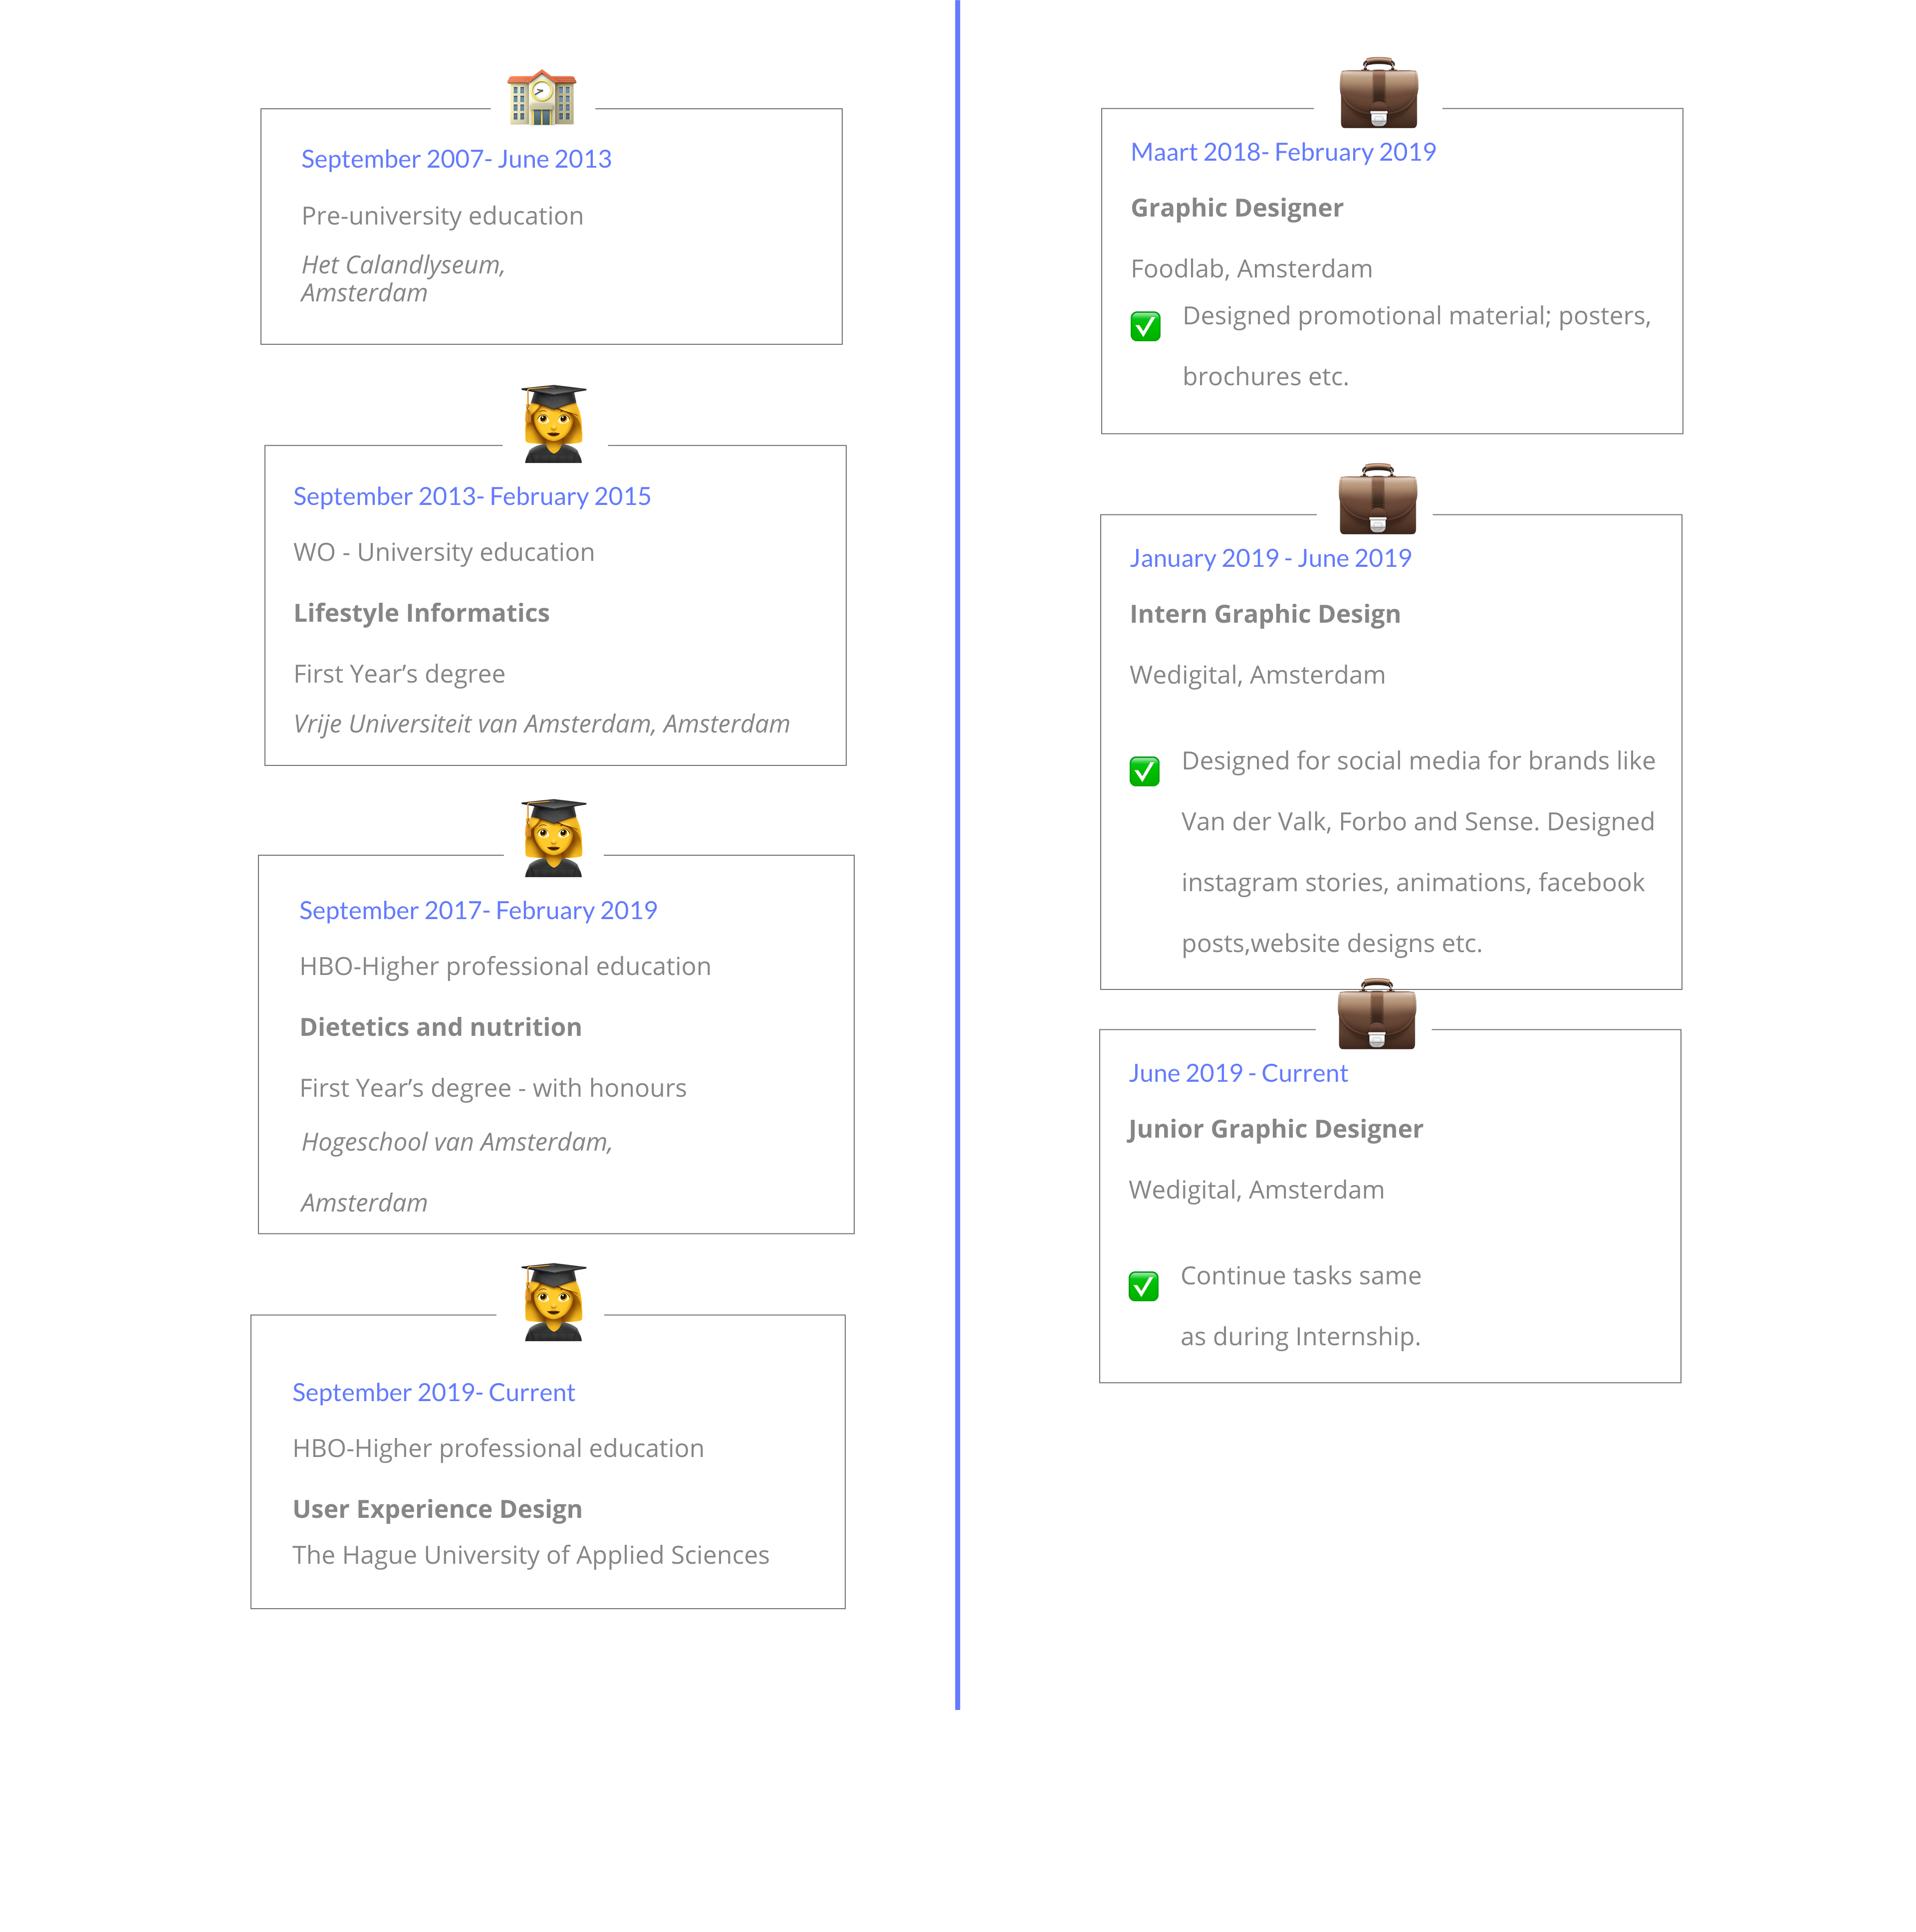 September 2007- June 2013
Pre-university education
Het Calandlyseum,
Amsterdam
September 2013- February 2015
WO - University education
Lifestyle Informatics
First Year’s degree
Vrije Universiteit van Amsterdam, Amsterdam
September 2017- February 2019
HBO-Higher professional education
Dietetics and nutrition
First Year’s degree - with honours
Hogeschool van Amsterdam,
Amsterdam
September 2019- Current
HBO-Higher professional education
User Experience Design
The Hague University of Applied Sciences
Maart 2018- February 2019
Graphic Designer
Foodlab, Amsterdam
Designed promotional material; posters,
brochures etc.
January 2019 - June 2019
Intern Graphic Design
Wedigital, Amsterdam
Designed for social media for brands like
Van der Valk, Forbo and Sense. Designed
instagram stories, animations, facebook
posts,website designs etc.
June 2019 - Current
Junior Graphic Designer
Wedigital, Amsterdam
Continue tasks same
as during Internship.